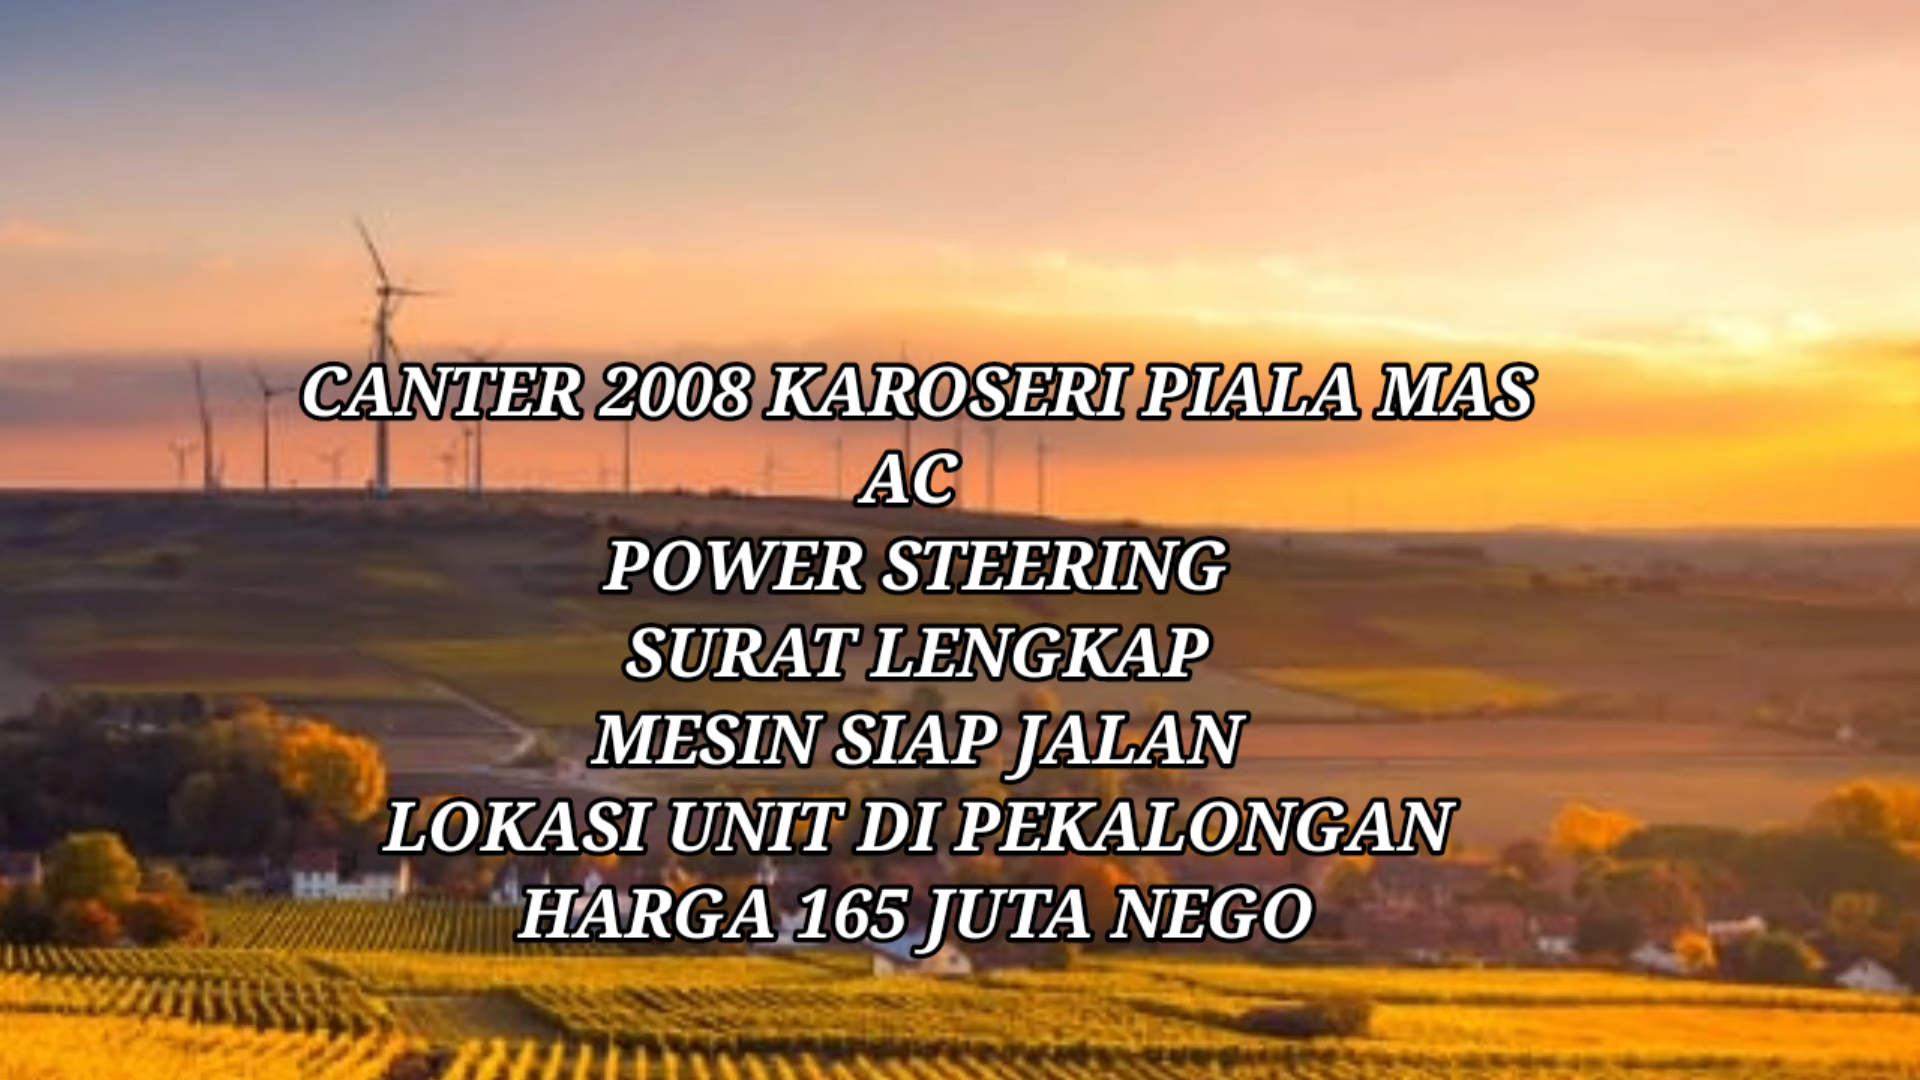 CANTER 2008 KAROSERI PIALA MAS
AC
POWER STEERING
SURAT LENGKAP
MESIN SIAP JALAN
LOKASI UNIT DI PEKALONGAN
HARGA 165 JUTA NEGO